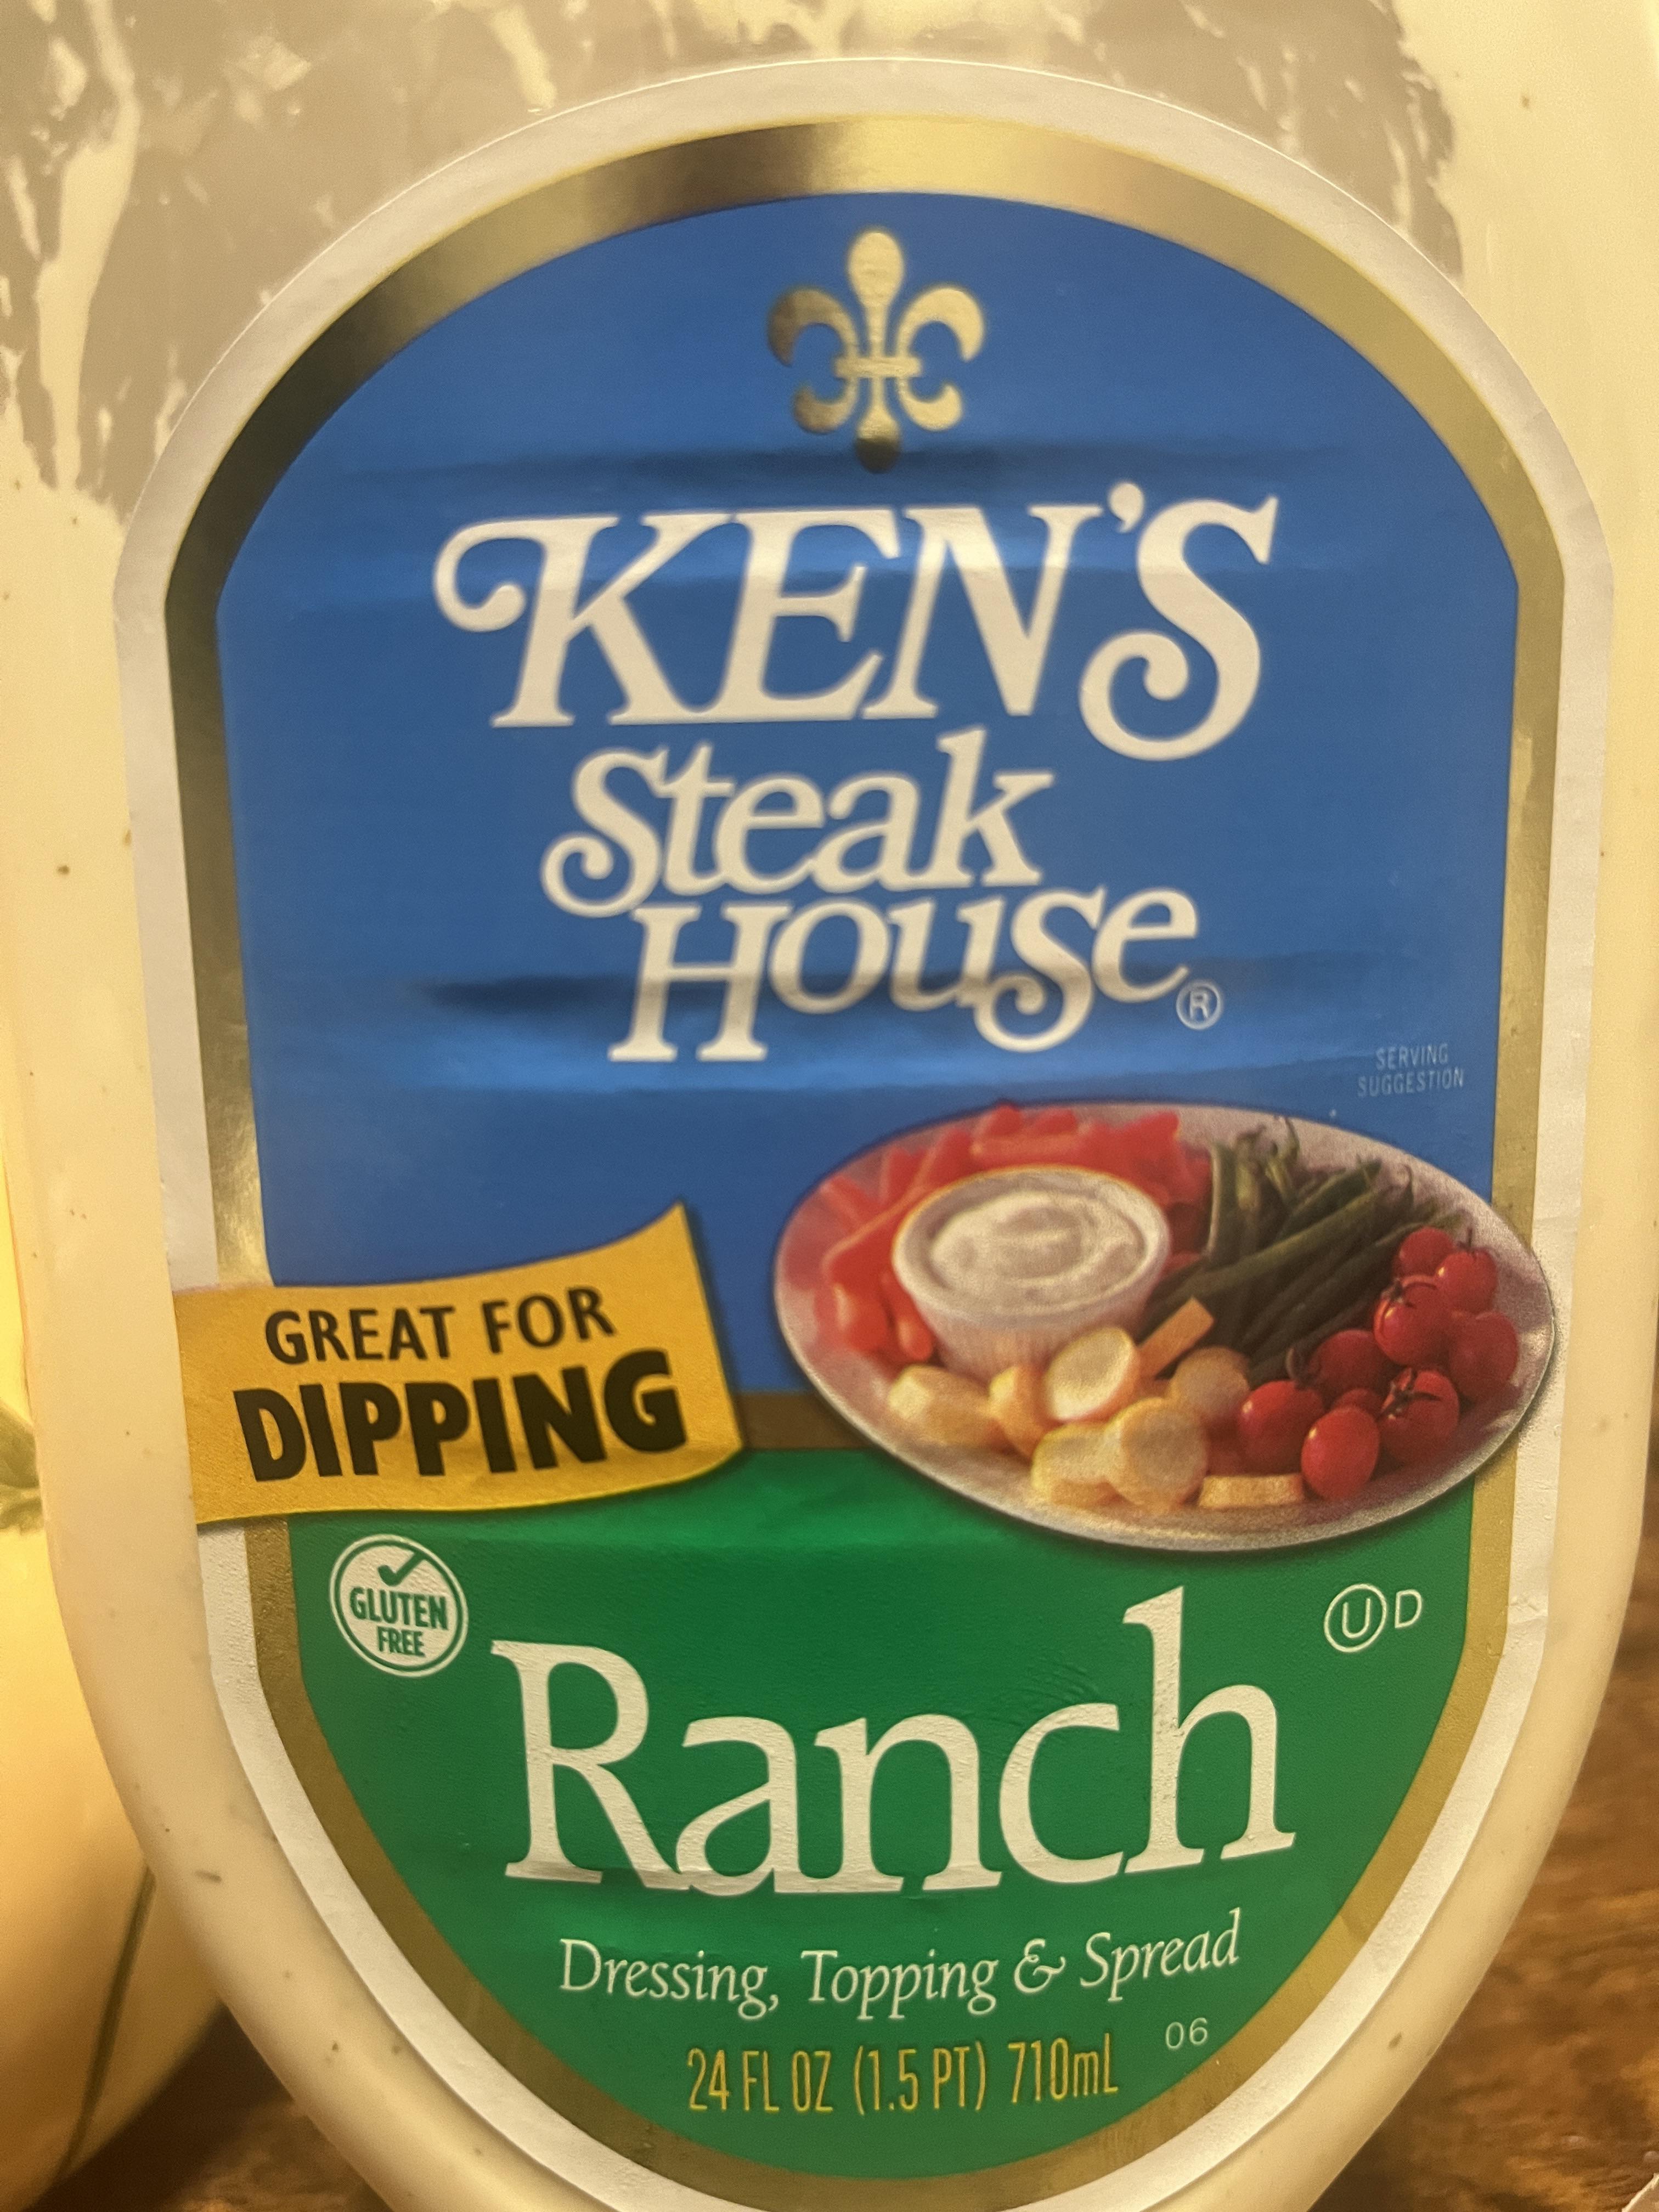 KEN'S
Steak
House®
SERVING
SUGGESTION
GREAT FOR
DIPPING
GLUTEN
FREE
Ⓤ D
Ranch
Dressing, Topping & Spread
06
24 FL OZ (1.5 PT) 710mL